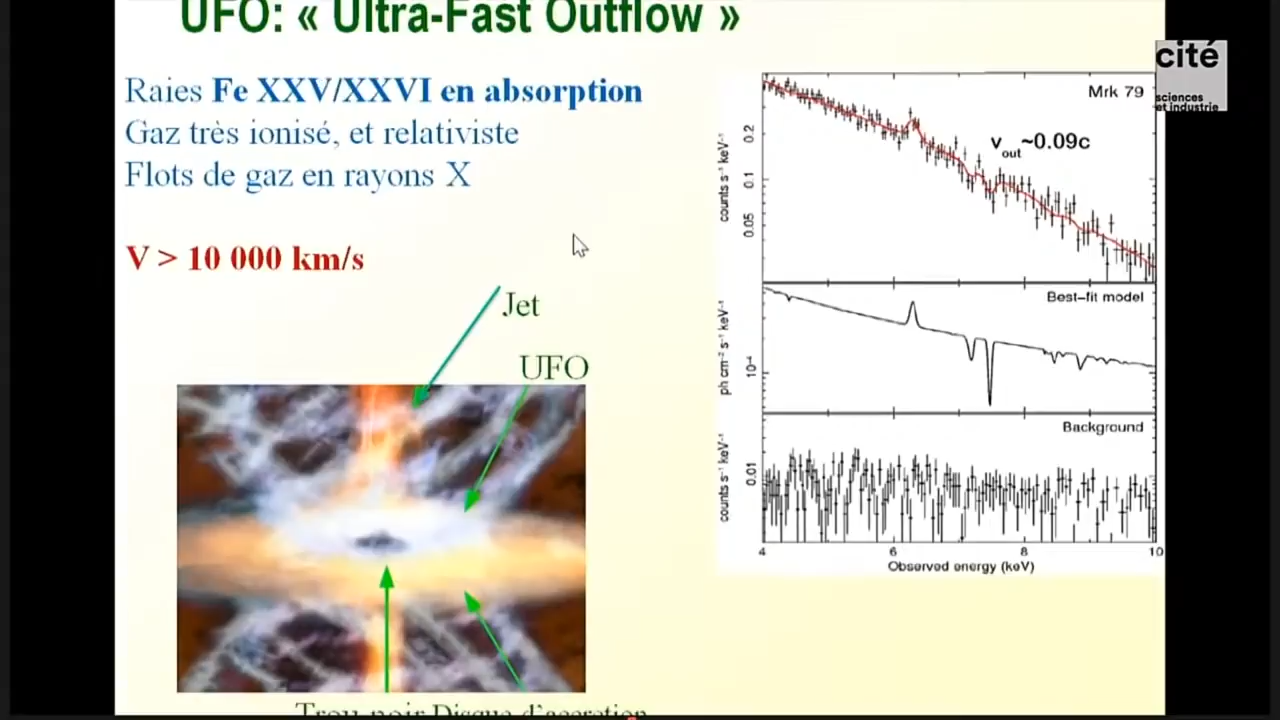 UFO: « Ultra-Fast Outflow »
Raies Fe XXV/XXVI en absorption
Gaz très ionisé, et relativiste
Flots de gaz en rayons X
V > 10 000 km/s
Jet
UFO
Trou noir Disque d'accretion
cité
sciences
et industrie
Mrk 79
v_out~0.09c
counts s⁻¹ keV⁻¹
0.2
0.1
0.05
Best-fit model
ph cm⁻² s⁻¹ keV⁻¹
10⁻⁴
Background
counts s⁻¹ keV⁻¹
0.01
4 6 8 10
Observed energy (keV)